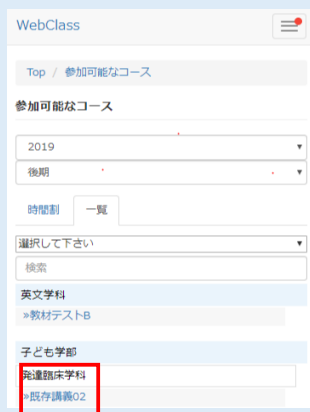 WebClass
Top / 参加可能なコース
参加可能なコース
2019
後期
時間割 一覧
選択して下さい
検索
英文学科
»教材テストB
子ども学部
発達臨床学科
»既存講義02